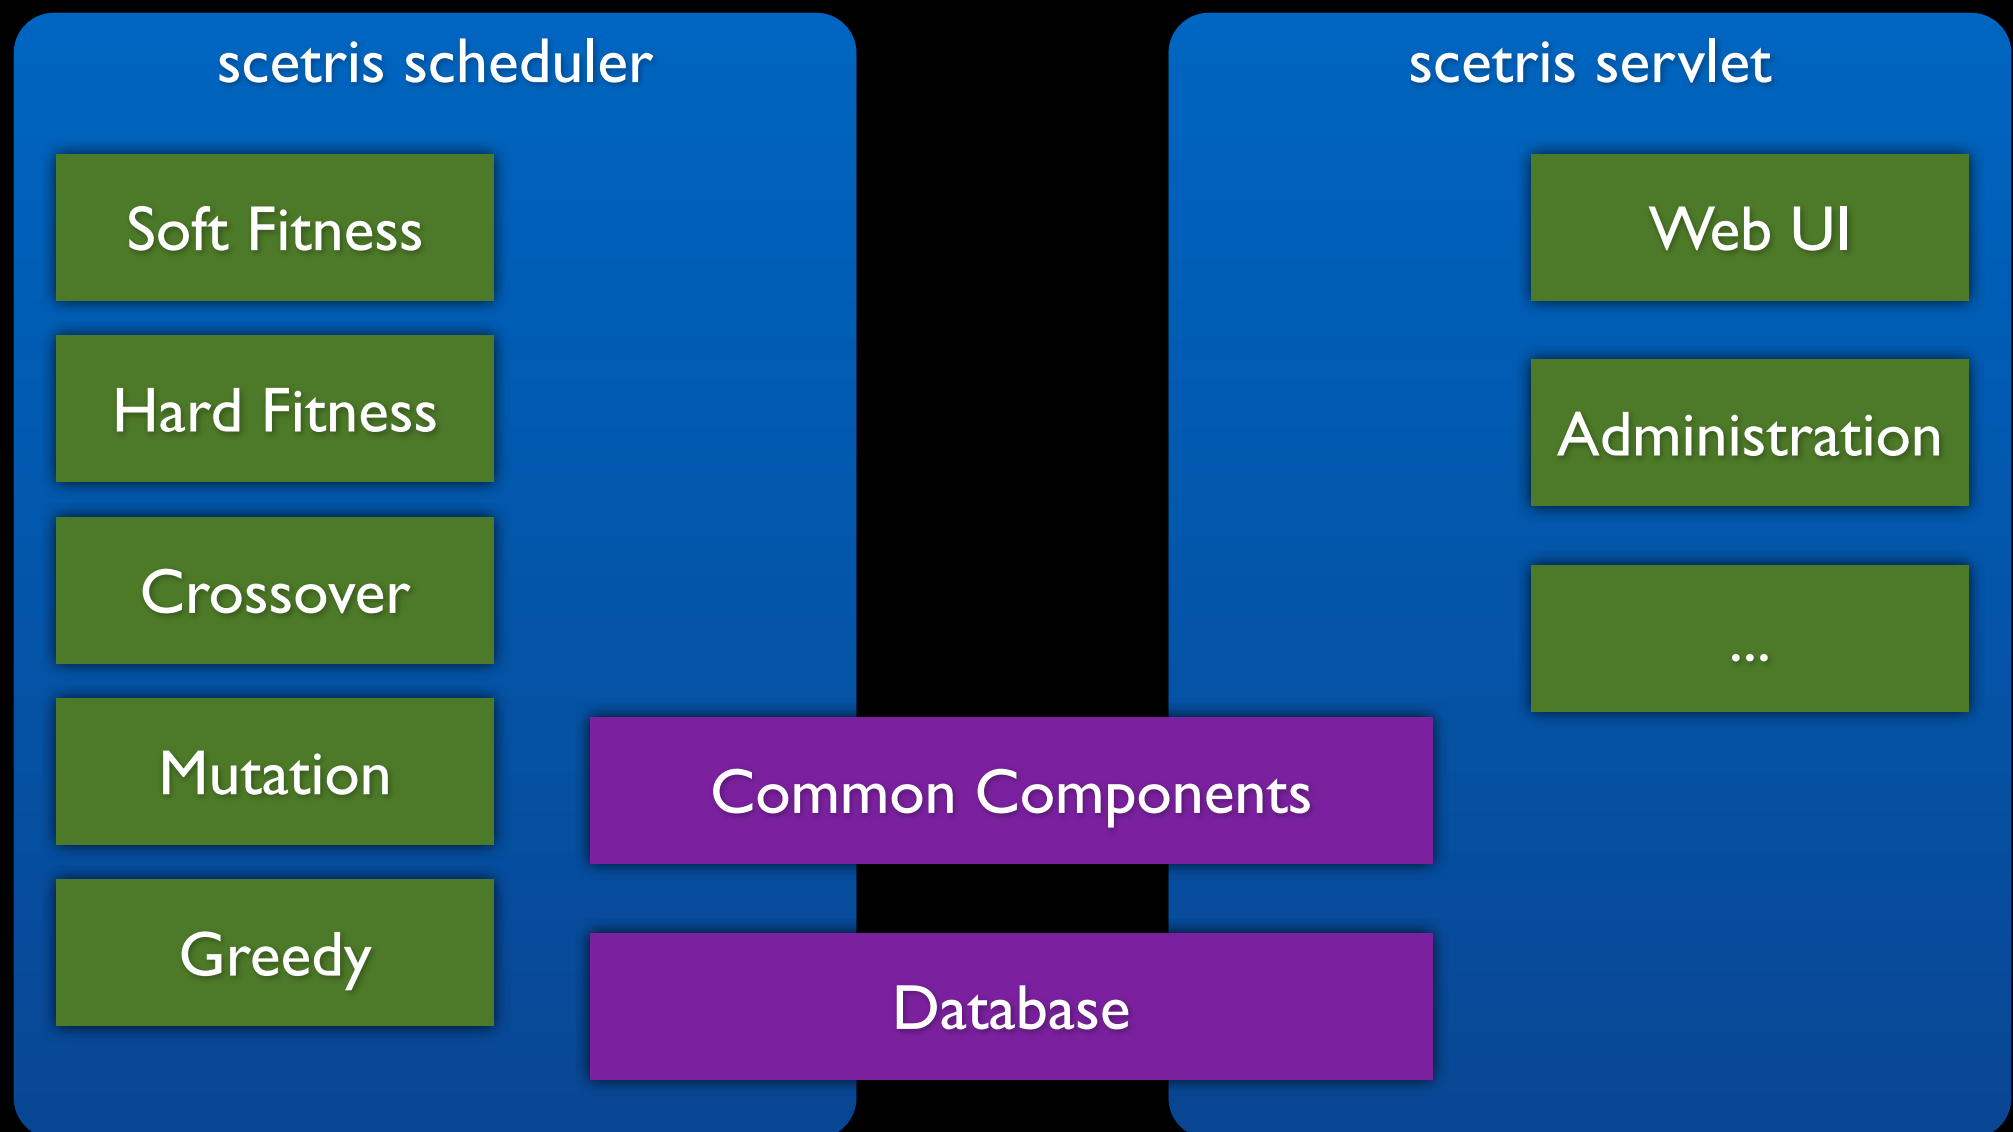 scetris scheduler
Soft Fitness
Hard Fitness
Crossover
Mutation
Greedy
Common Components
Database
scetris servlet
Web UI
Administration
...